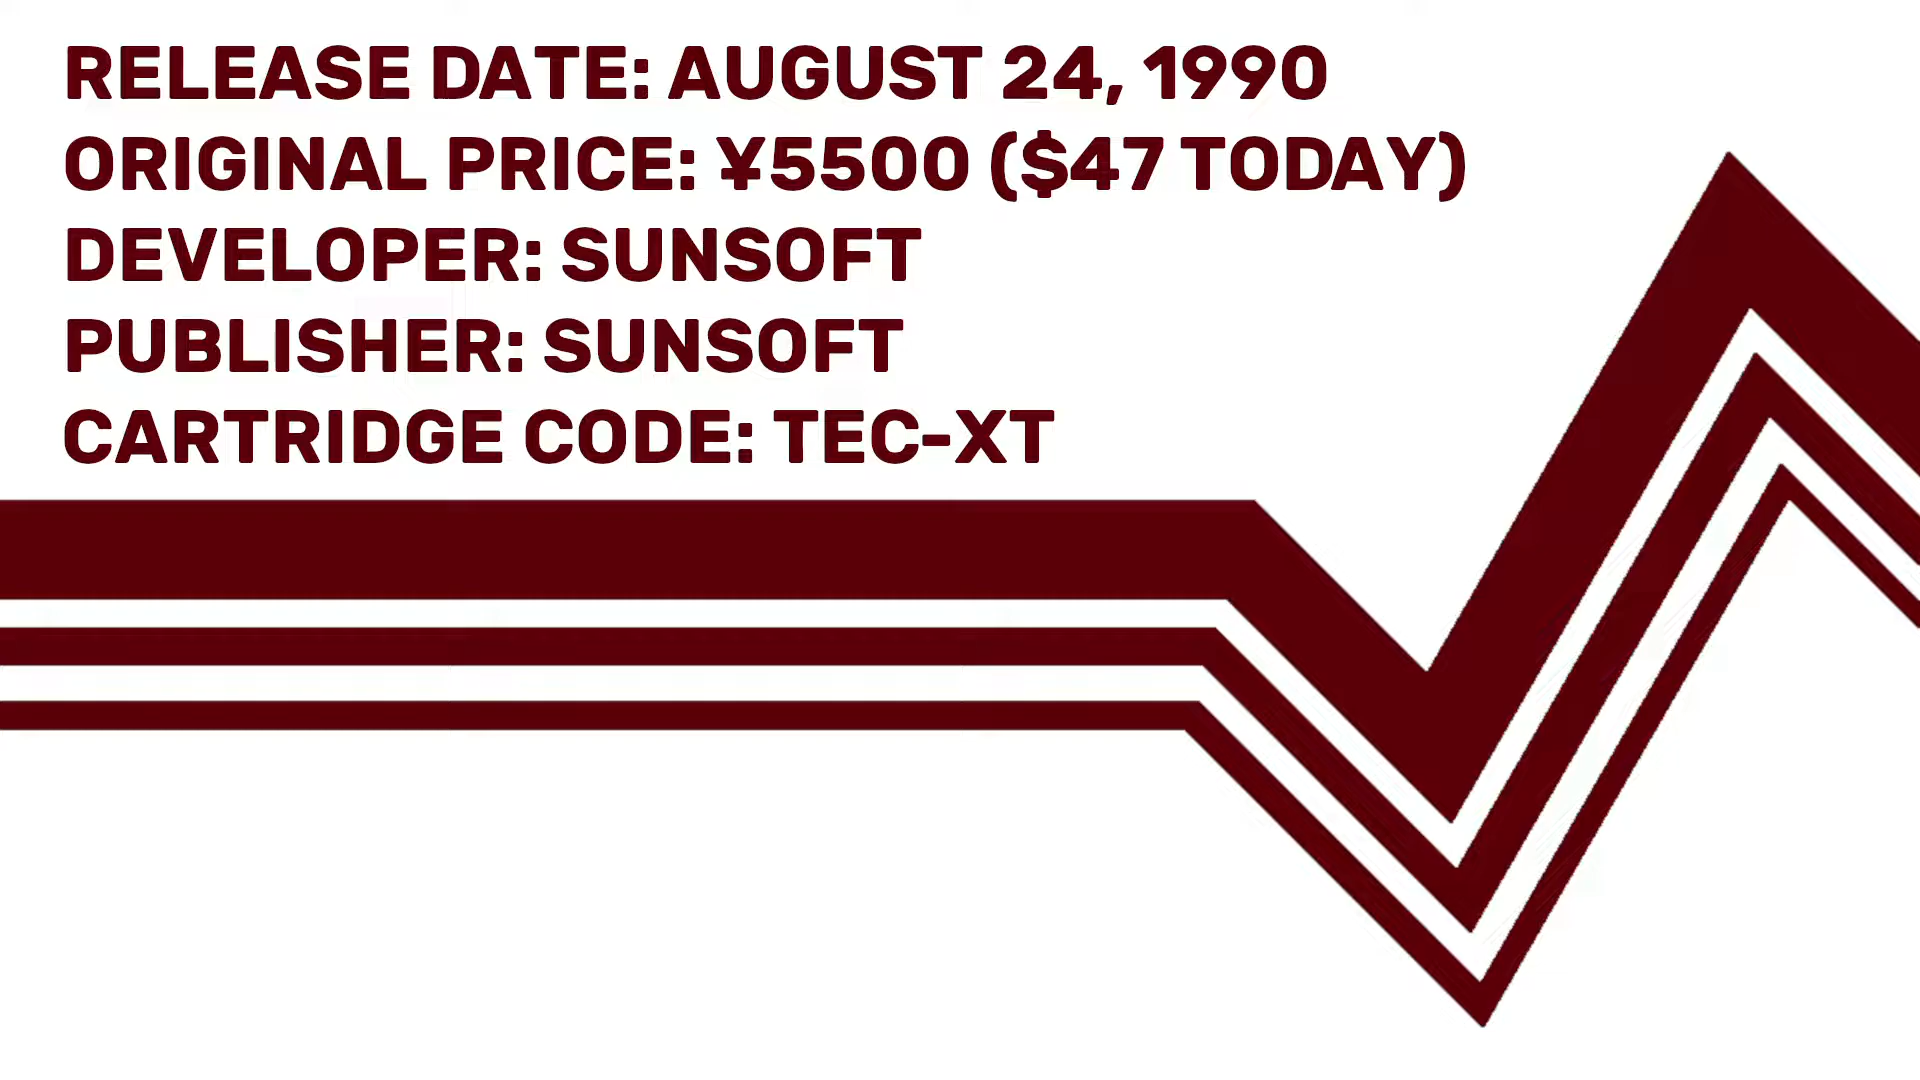 RELEASE DATE: AUGUST 24, 1990
ORIGINAL PRICE: ¥5500 ($47 TODAY)
DEVELOPER: SUNSOFT
PUBLISHER: SUNSOFT
CARTRIDGE CODE: TEC-XT